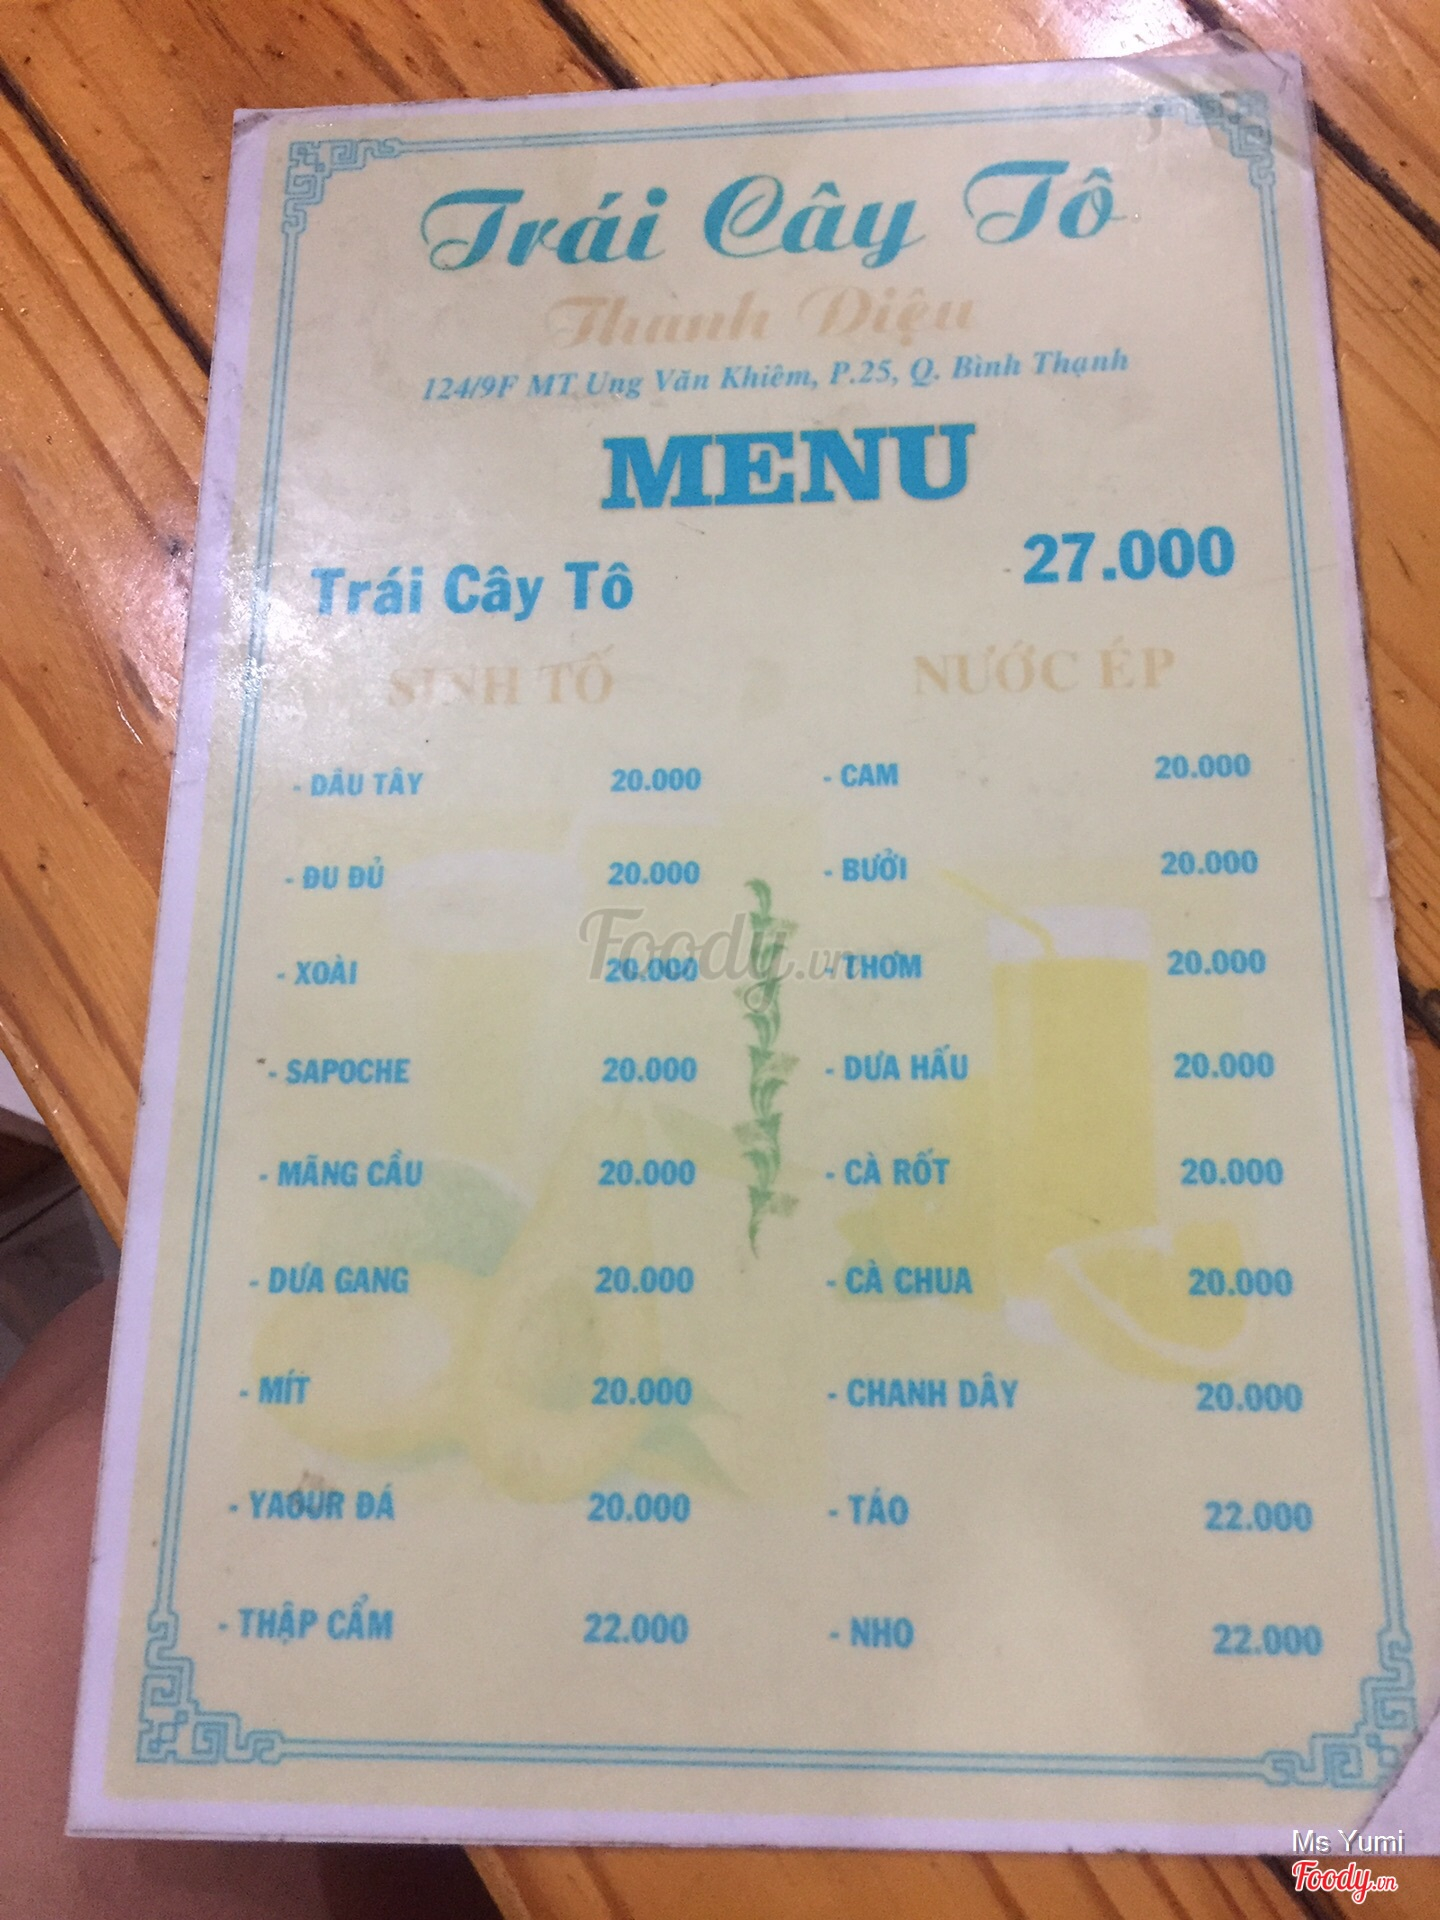 Trái Cây Tô
Thanh Diệu
124/9F MT Ung Văn Khiêm, P.25, Q. Bình Thạnh
MENU
Trái Cây Tô 27.000
SINH TỐ NƯỚC ÉP
- DÂU TÂY 20.000 - CAM 20.000
- ĐU ĐỦ 20.000 - BƯỞI 20.000
- XOÀI 20.000 - THƠM 20.000
- SAPOCHE 20.000 - DƯA HẤU 20.000
- MÃNG CẦU 20.000 - CÀ RỐT 20.000
- DƯA GANG 20.000 - CÀ CHUA 20.000
- MÍT 20.000 - CHANH DÂY 20.000
- YAOUR ĐÁ 20.000 - TÁO 22.000
- THẬP CẨM 22.000 - NHO 22.000
Foody.vn
Ms Yumi
Foody.vn